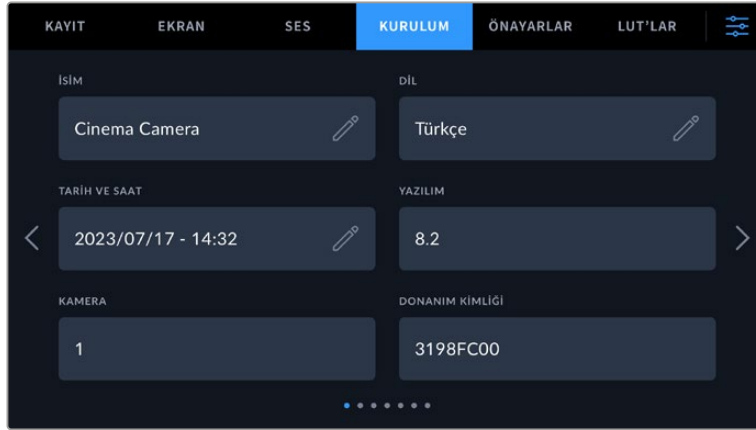 KAYIT EKRAN SES KURULUM ÖNAYARLAR LUT'LAR
İSİM DİL
Cinema Camera Türkçe
TARİH VE SAAT YAZILIM
2023/07/17 - 14:32 8.2
KAMERA DONANIM KİMLİĞİ
1 3198FC00